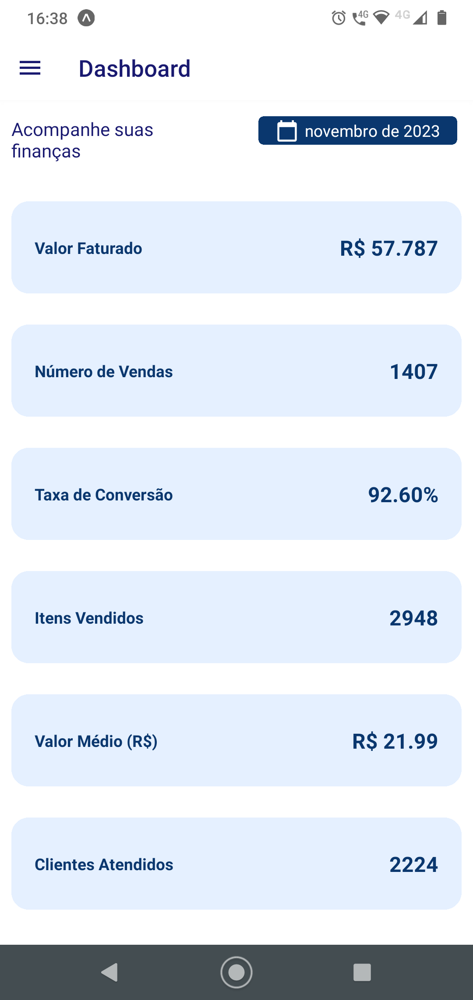 16:38
4G 4G
Dashboard
Acompanhe suas
finanças
novembro de 2023
Valor Faturado R$ 57.787
Número de Vendas 1407
Taxa de Conversão 92.60%
Itens Vendidos 2948
Valor Médio (R$) R$ 21.99
Clientes Atendidos 2224